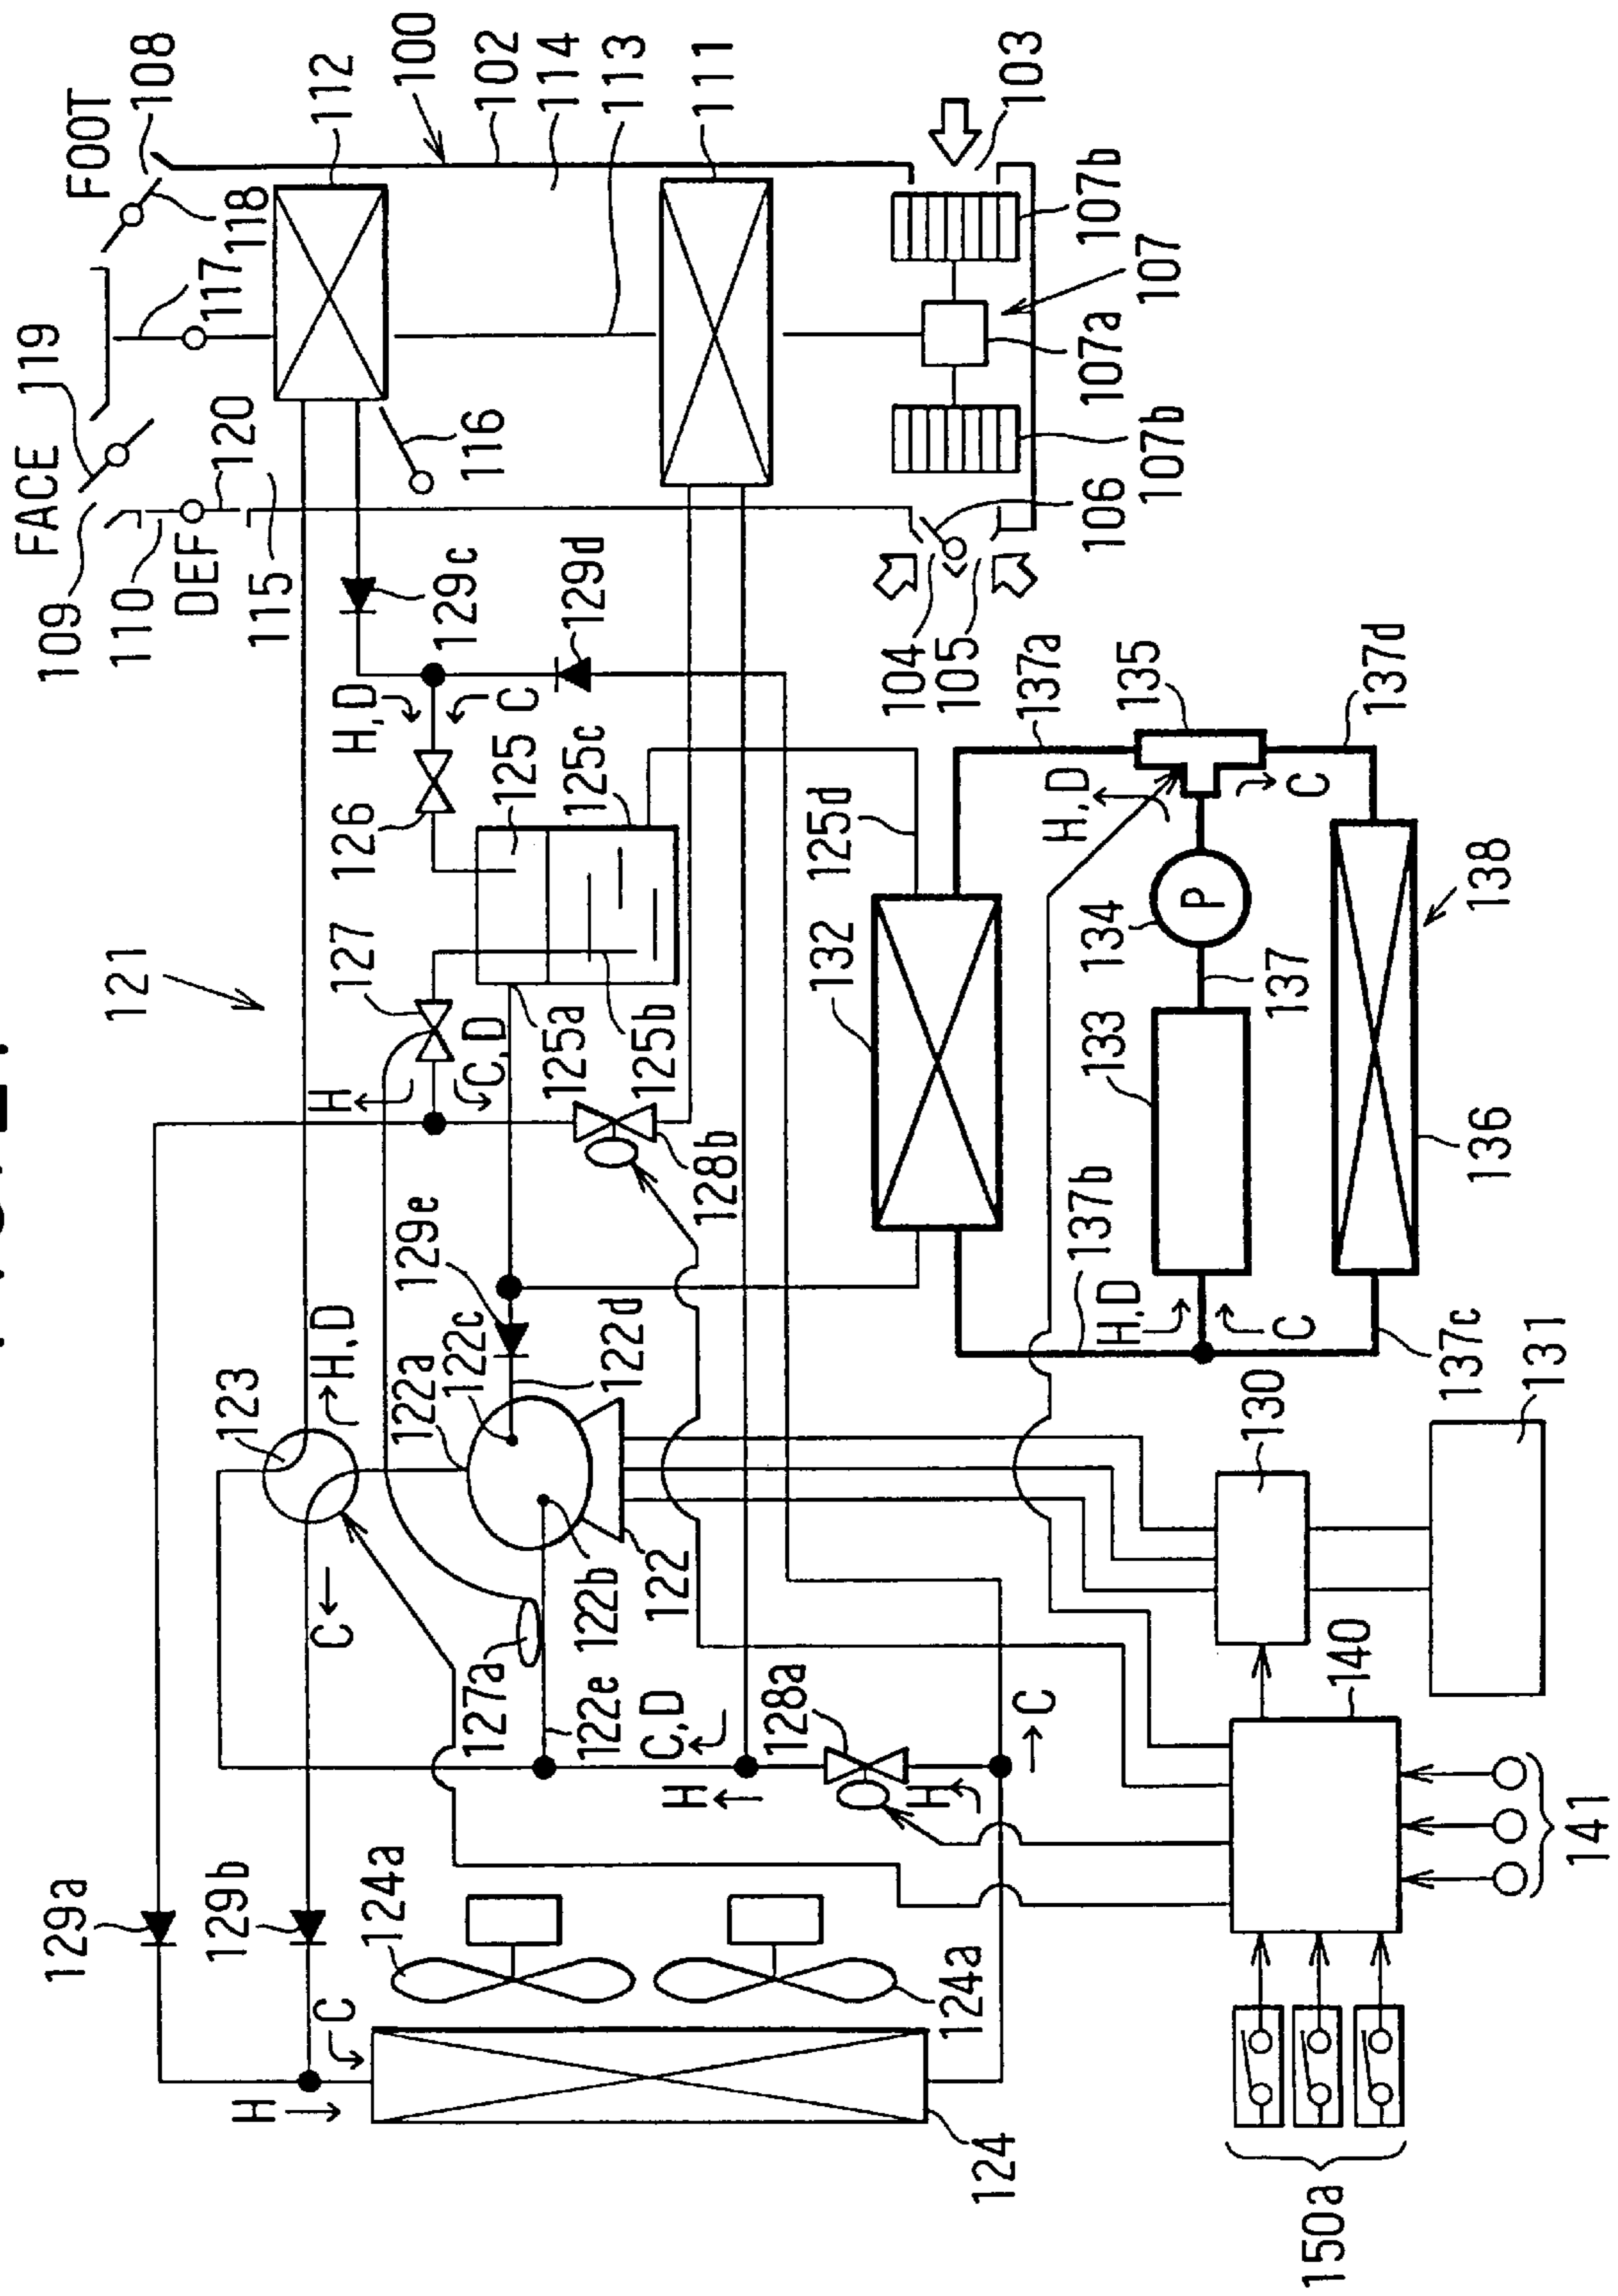 FOOT
108
118
117
FACE
119
109
110
DEF
120
115
112
100
102
114
113
111
116
103
107b
107
107a
107b
106
104
105
121
129c
129d
H,D
C
126
125
125c
127
H
C,D
125a
125b
125d
128b
132
137a
135
H,D
C
137d
P
134
137
133
138
136
137b
H,D
C
137c
123
H,D
C
122a
122c
129e
122d
122b
122
127a
122e
C,D
H
128a
H
C
130
131
140
141
150a
129a
129b
124a
124a
C
H
124